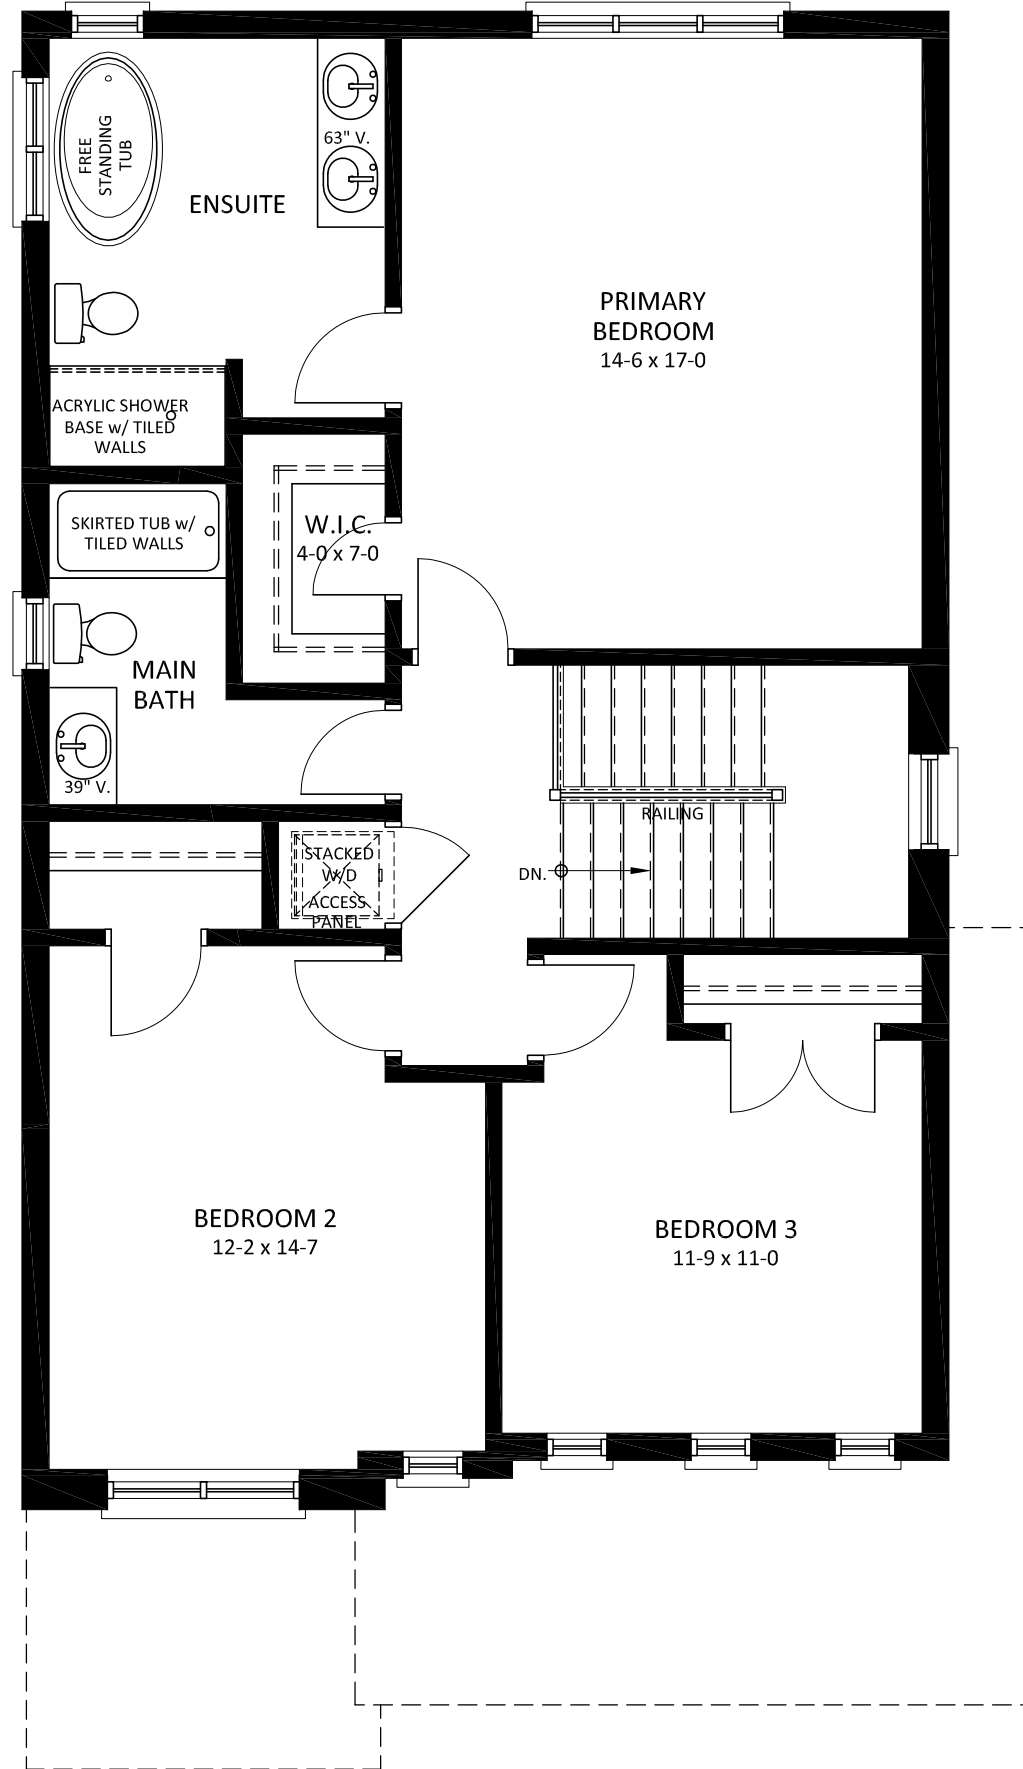 FREE
STANDING
TUB
63" V.
ENSUITE
PRIMARY
BEDROOM
14-6 x 17-0
ACRYLIC SHOWER
BASE w/ TILED
WALLS
SKIRTED TUB w/
TILED WALLS
W.I.C.
4-0 x 7-0
MAIN
BATH
39" V.
RAILING
STACKED
W/D
ACCESS
PANEL
DN.
BEDROOM 2
12-2 x 14-7
BEDROOM 3
11-9 x 11-0